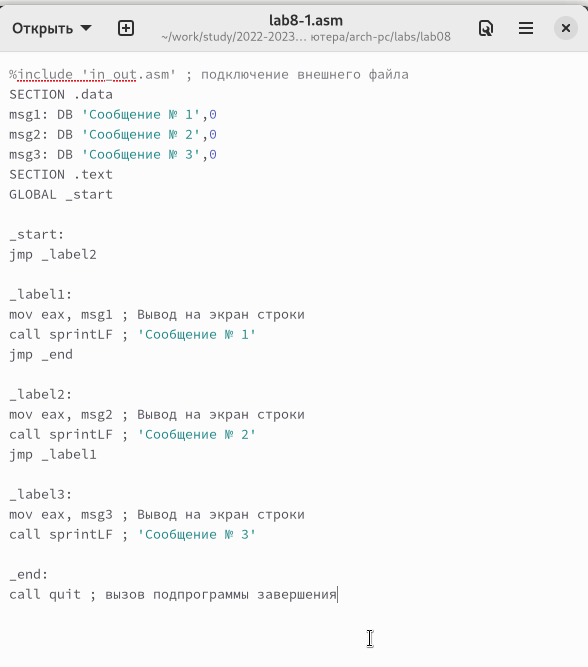 Открыть
lab8-1.asm
~/work/study/2022-2023… ютера/arch-pc/labs/lab08
%include 'in_out.asm' ; подключение внешнего файла
SECTION .data
msg1: DB 'Сообщение № 1',0
msg2: DB 'Сообщение № 2',0
msg3: DB 'Сообщение № 3',0
SECTION .text
GLOBAL _start
_start:
jmp _label2
_label1:
mov eax, msg1 ; Вывод на экран строки
call sprintLF ; 'Сообщение № 1'
jmp _end
_label2:
mov eax, msg2 ; Вывод на экран строки
call sprintLF ; 'Сообщение № 2'
jmp _label1
_label3:
mov eax, msg3 ; Вывод на экран строки
call sprintLF ; 'Сообщение № 3'
_end:
call quit ; вызов подпрограммы завершения